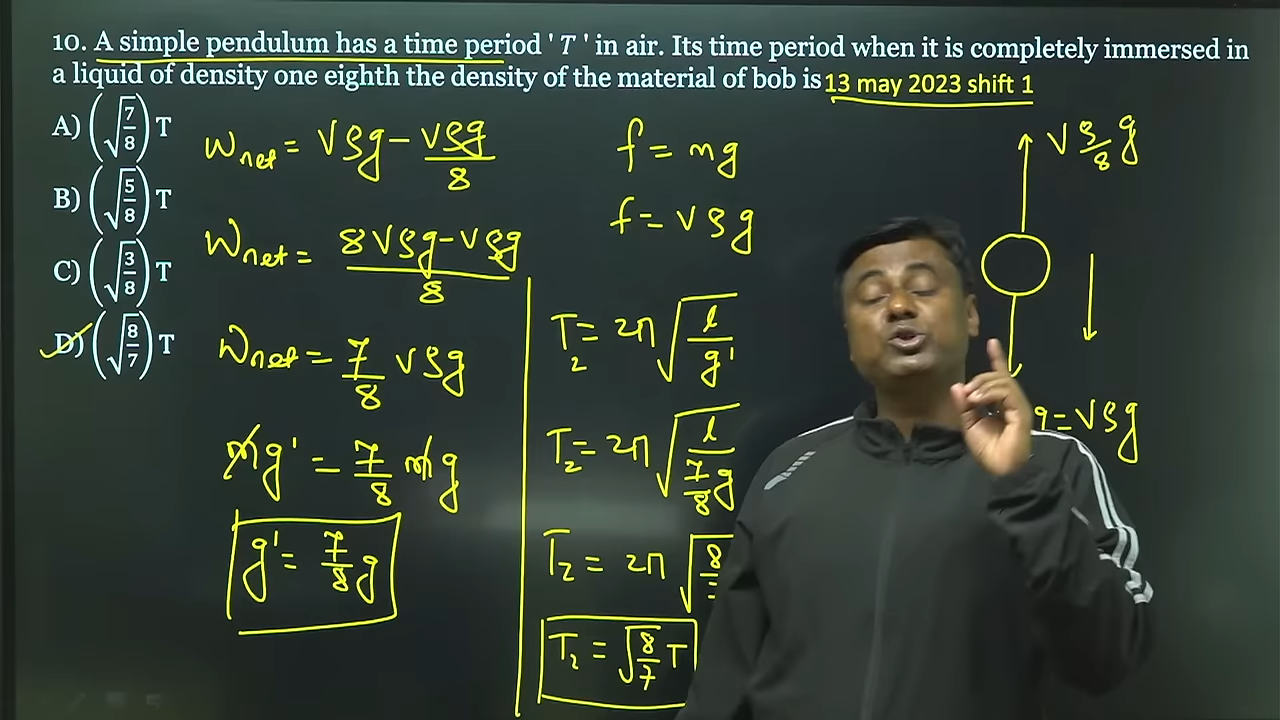 10. A simple pendulum has a time period ' T ' in air. Its time period when it is completely immersed in
a liquid of density one eighth the density of the material of bob is 13 may 2023 shift 1
A) (√7/8) T
B) (√5/8) T
C) (√3/8) T
D) (√8/7) T
Wnet = Vρg - Vρg/8
Wnet = 8Vρg - Vρg/8
Wnet = 7/8 Vρg
mg' = 7/8 mg
g' = 7/8 g
f = mg
f = Vρg
T2 = 2π √l/g'
T2 = 2π √l/7/8g
T2 = 2π √8
T2 = √8/7 T
V ρ/8 g
= Vρg